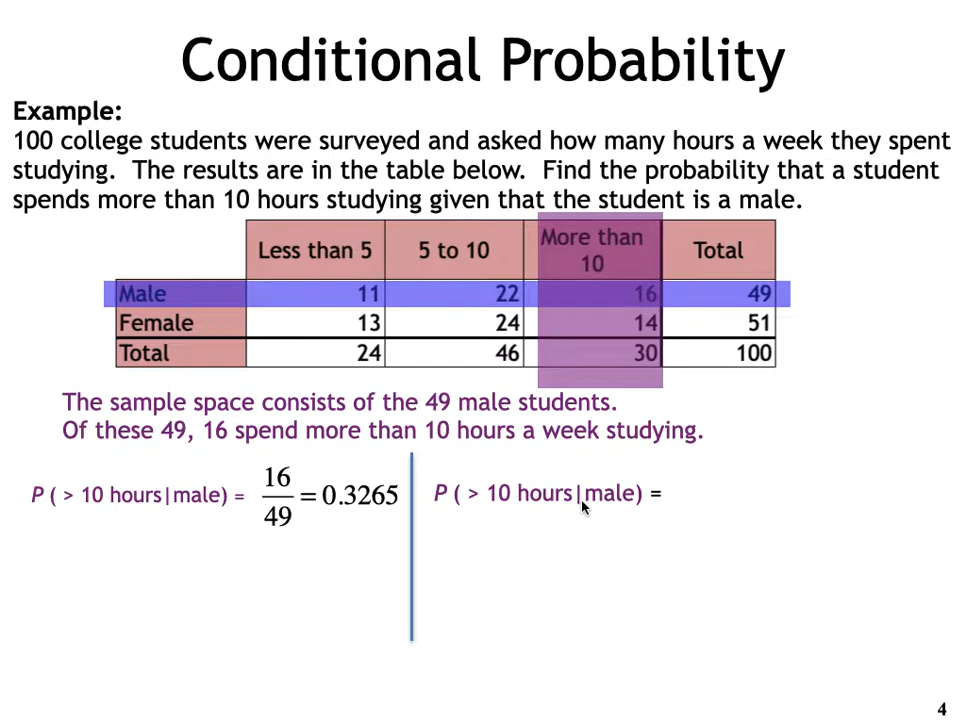 Conditional Probability
Example:
100 college students were surveyed and asked how many hours a week they spent
studying. The results are in the table below. Find the probability that a student
spends more than 10 hours studying given that the student is a male.
Less than 5 5 to 10 More than 10 Total
Male 11 22 16 49
Female 13 24 14 51
Total 24 46 30 100
The sample space consists of the 49 male students.
Of these 49, 16 spend more than 10 hours a week studying.
P ( > 10 hours|male) = 16/49 = 0.3265
P ( > 10 hours|male) =
4